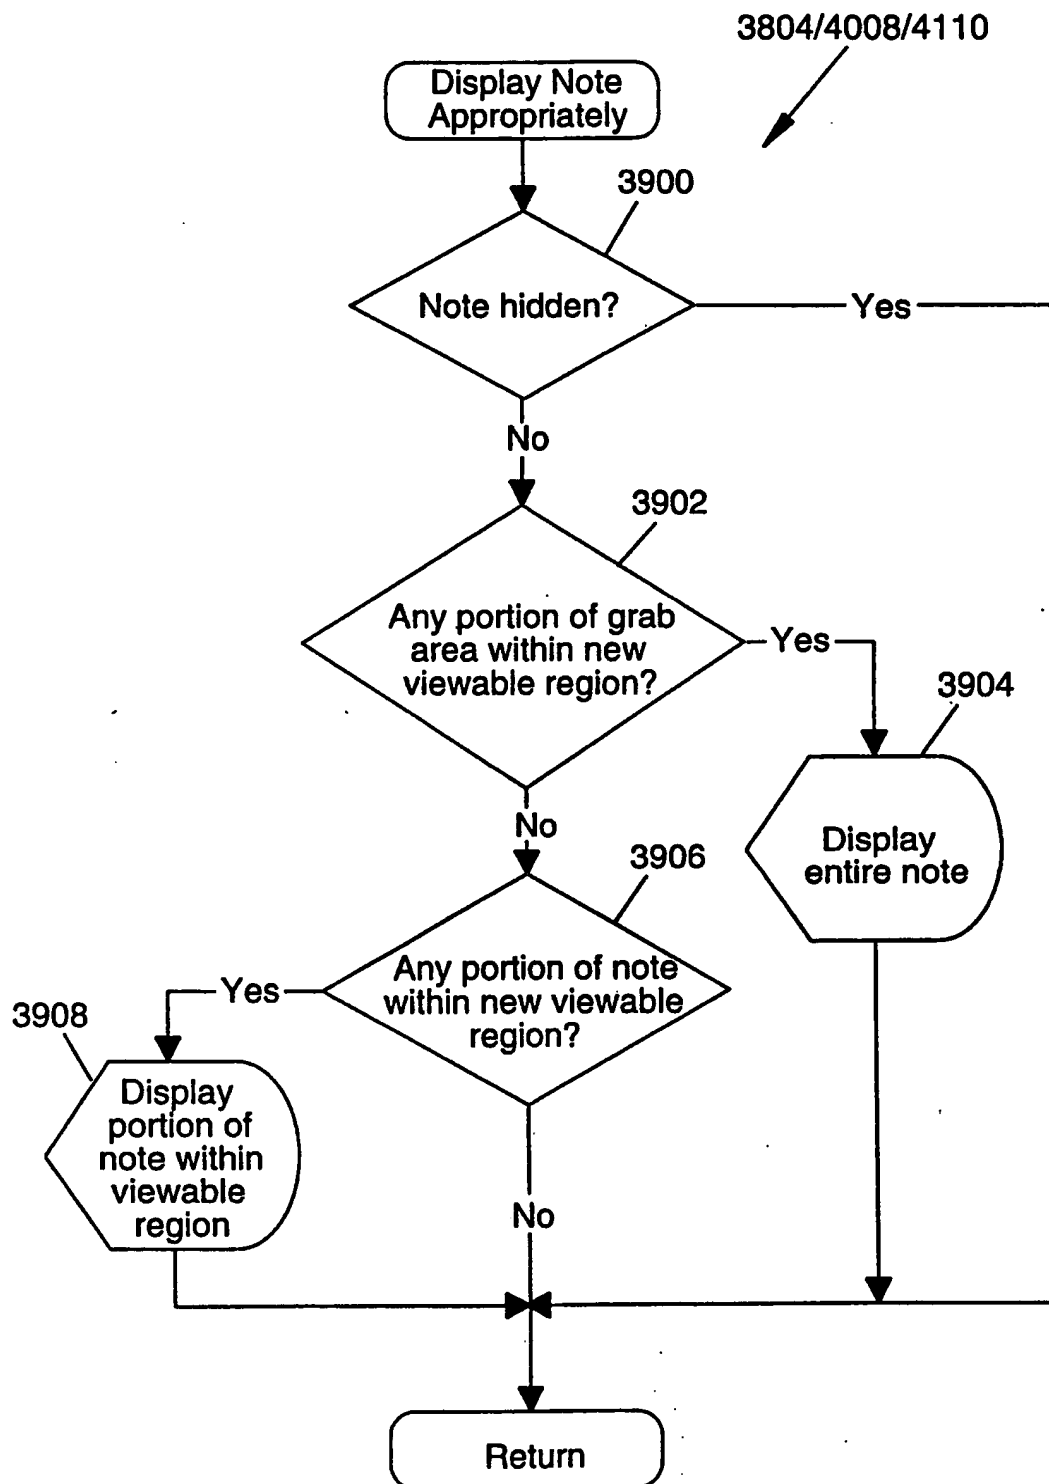 3804/4008/4110
Display Note
Appropriately
3900
Note hidden?
Yes
No
3902
Any portion of grab
area within new
viewable region?
Yes
3904
Display
entire note
No
3906
Any portion of note
within new viewable
region?
Yes
3908
Display
portion of
note within
viewable
region
No
Return